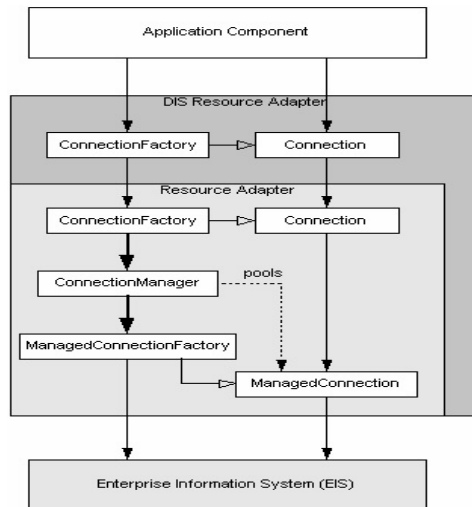 Application Component
DIS Resource Adapter
ConnectionFactory
Connection
Resource Adapter
ConnectionFactory
Connection
pools
ConnectionManager
ManagedConnectionFactory
ManagedConnection
Enterprise Information System (EIS)